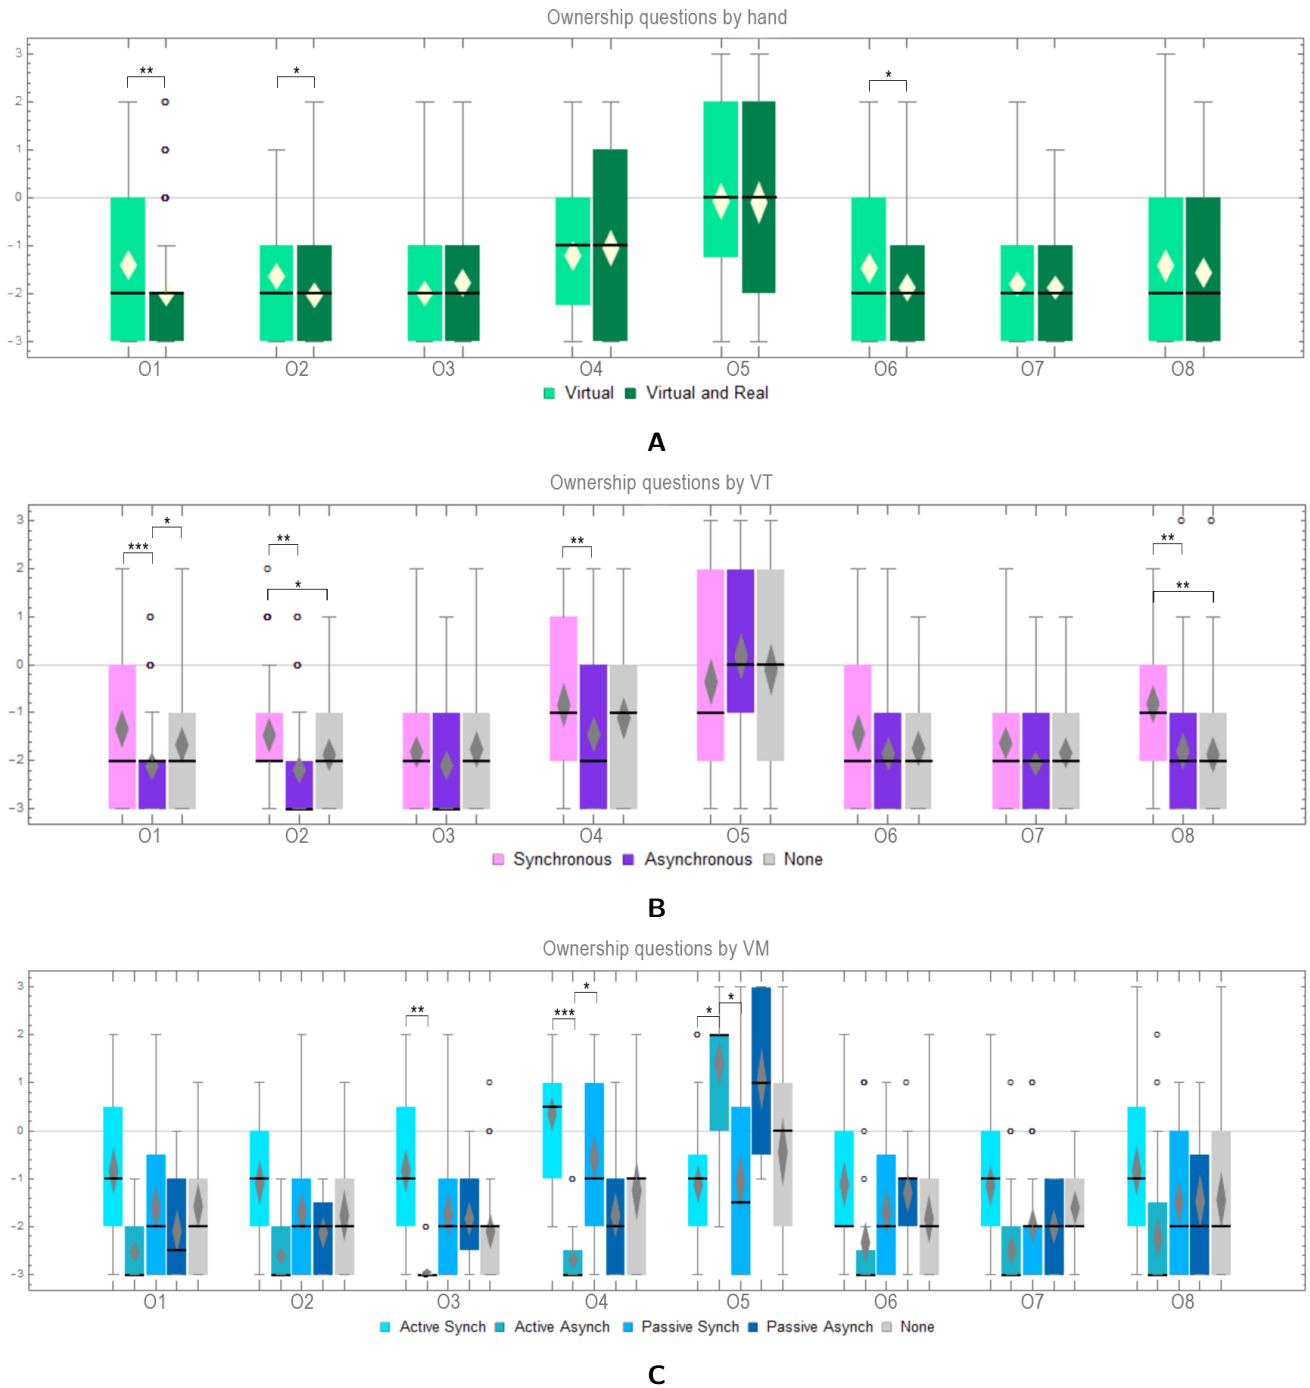 Ownership questions by hand
3
2
1
0
-1
-2
-3
** * *
O1 O2 O3 O4 O5 O6 O7 O8
Virtual Virtual and Real
A
Ownership questions by VT
3
2
1
0
-1
-2
-3
*** * ** * ** ** **
O1 O2 O3 O4 O5 O6 O7 O8
Synchronous Asynchronous None
B
Ownership questions by VM
3
2
1
0
-1
-2
-3
** *** * * *
O1 O2 O3 O4 O5 O6 O7 O8
Active Synch Active Asynch Passive Synch Passive Asynch None
C